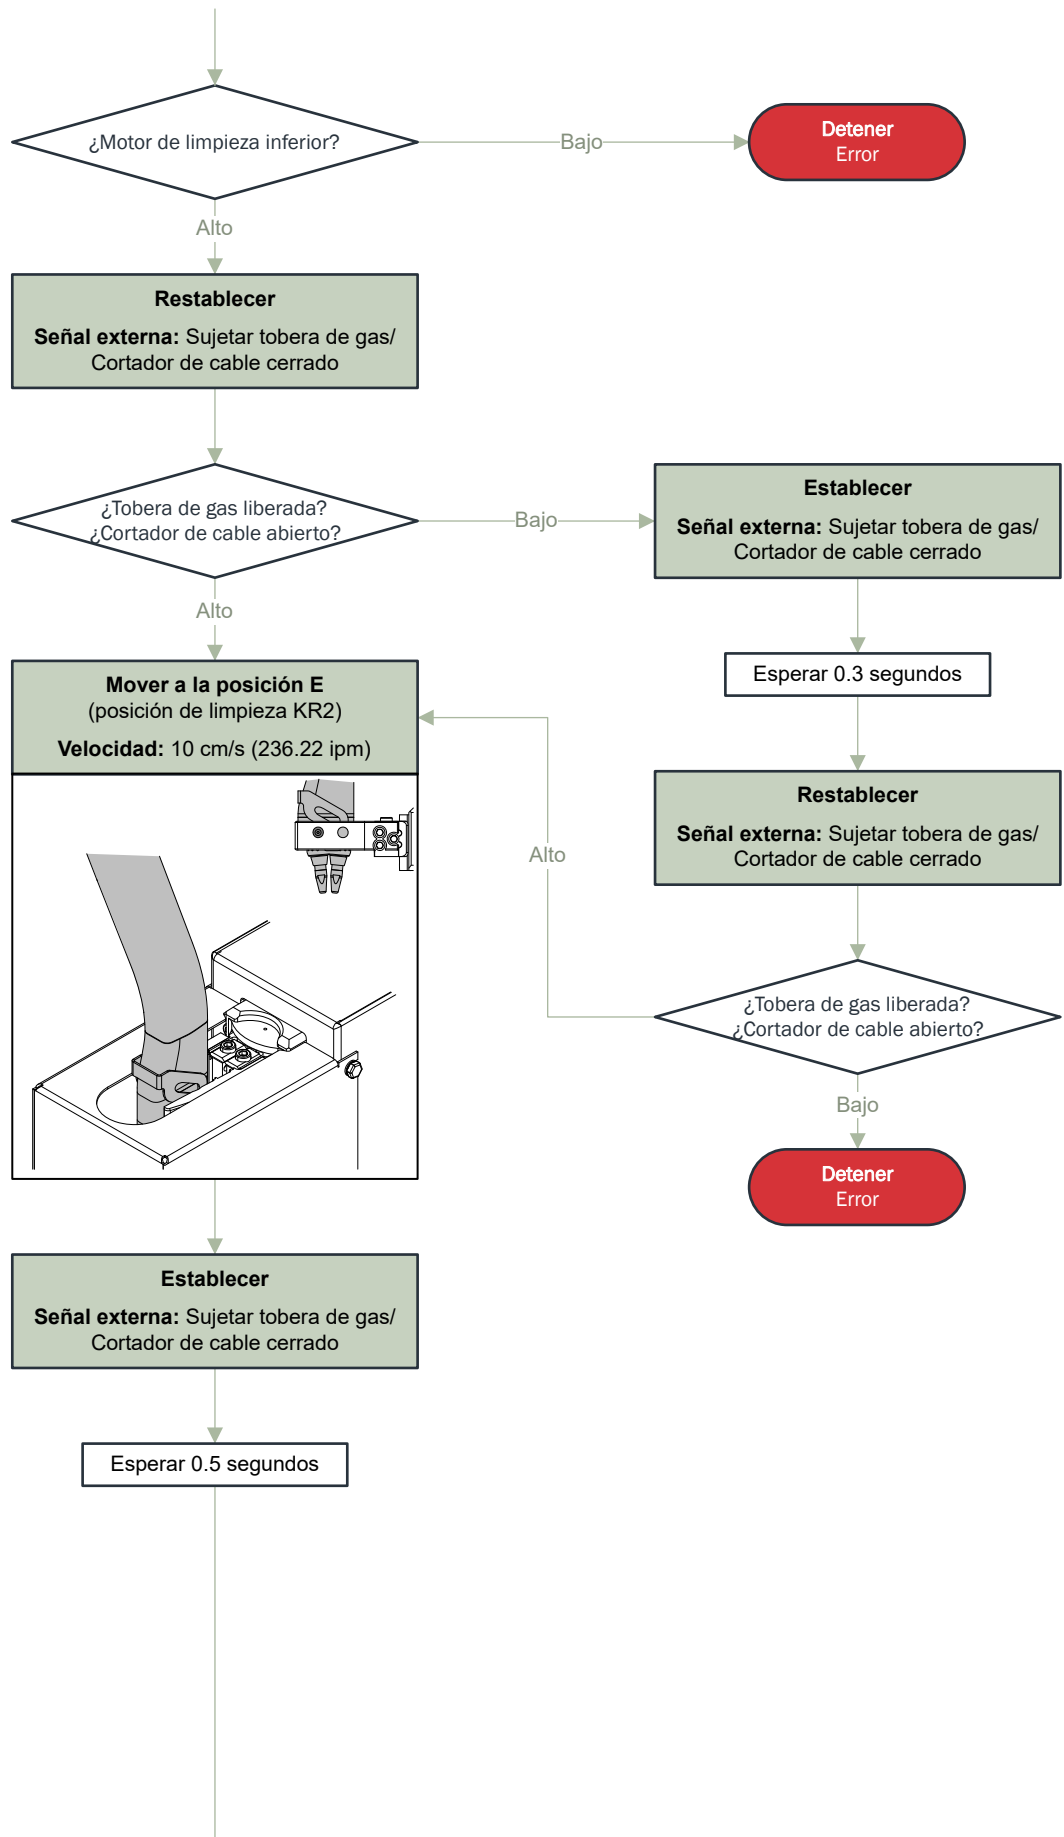 ¿Motor de limpieza inferior?
Bajo
Detener
Error
Alto
Restablecer
Señal externa: Sujetar tobera de gas/
Cortador de cable cerrado
¿Tobera de gas liberada?
¿Cortador de cable abierto?
Bajo
Establecer
Señal externa: Sujetar tobera de gas/
Cortador de cable cerrado
Alto
Esperar 0.3 segundos
Mover a la posición E
(posición de limpieza KR2)
Velocidad: 10 cm/s (236.22 ipm)
Restablecer
Señal externa: Sujetar tobera de gas/
Cortador de cable cerrado
Alto
¿Tobera de gas liberada?
¿Cortador de cable abierto?
Bajo
Detener
Error
Establecer
Señal externa: Sujetar tobera de gas/
Cortador de cable cerrado
Esperar 0.5 segundos